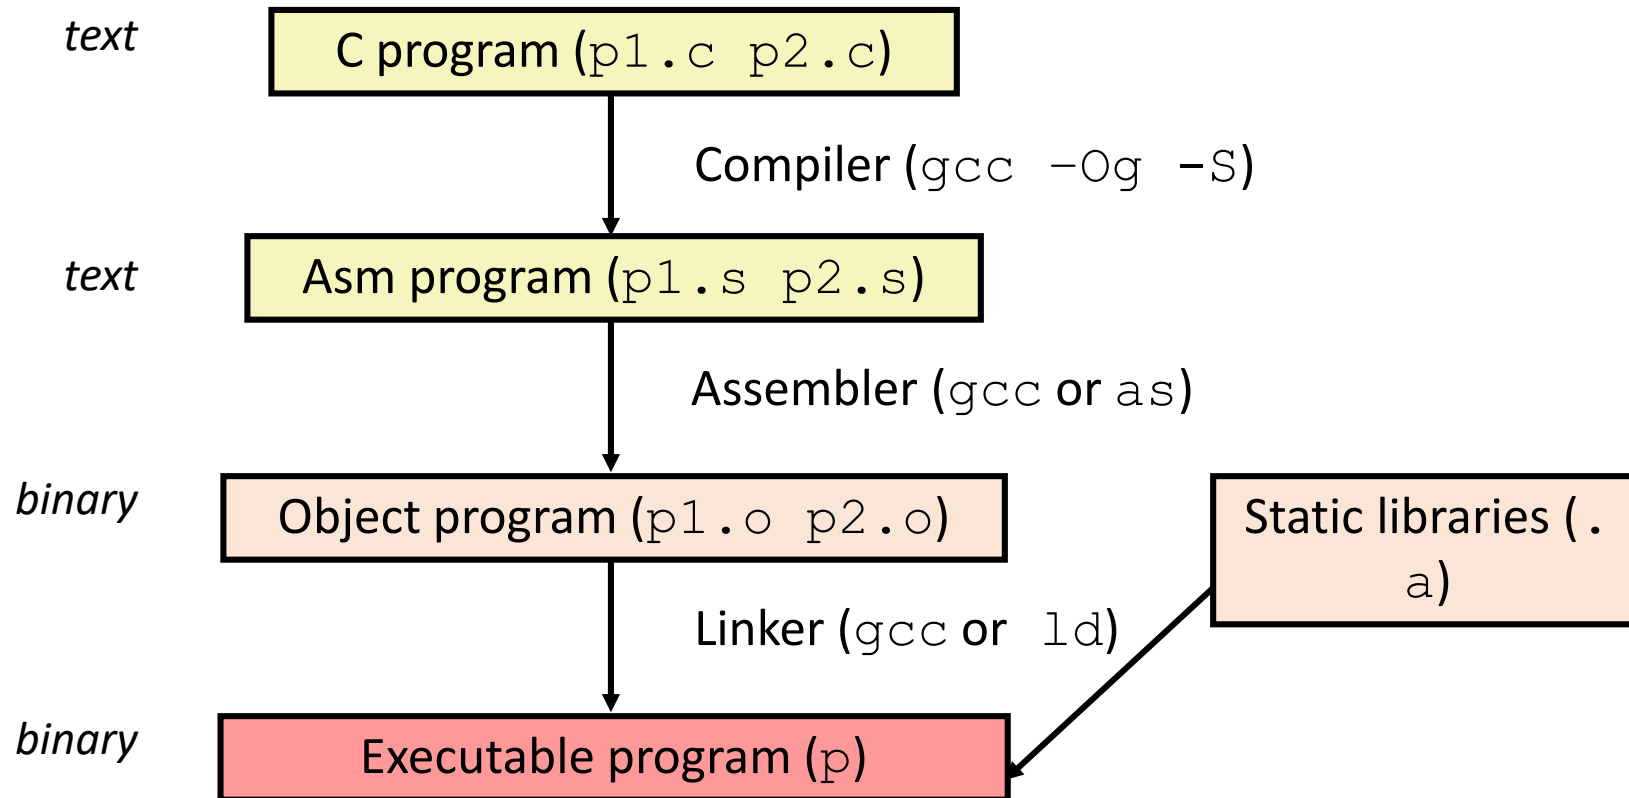 text
C program (p1.c p2.c)
Compiler (gcc –Og –S)
text
Asm program (p1.s p2.s)
Assembler (gcc or as)
binary
Object program (p1.o p2.o)
Static libraries (.
a)
Linker (gcc or ld)
binary
Executable program (p)